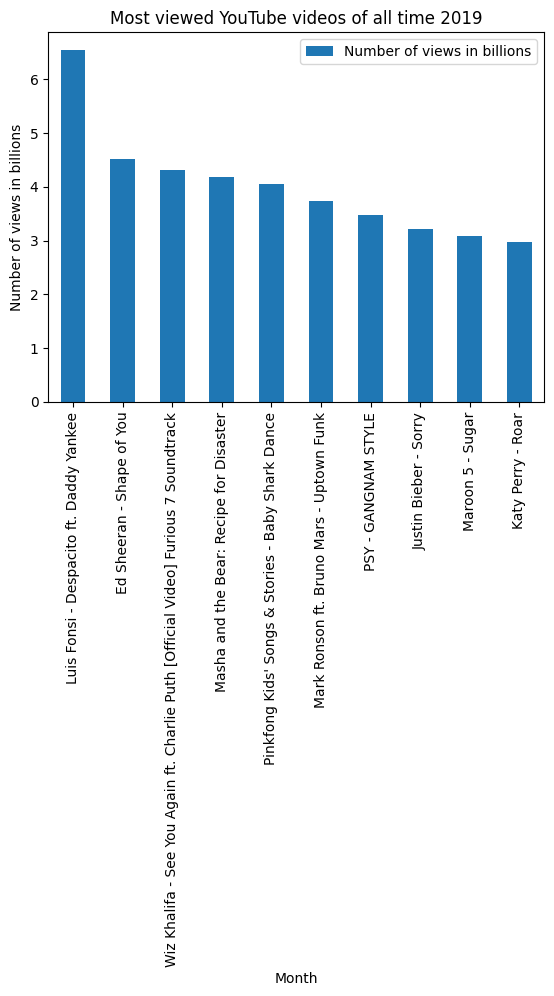 Most viewed YouTube videos of all time 2019
Number of views in billions
Number of views in billions
6
5
4
3
2
1
0
Luis Fonsi - Despacito ft. Daddy Yankee
Ed Sheeran - Shape of You
Wiz Khalifa - See You Again ft. Charlie Puth [Official Video] Furious 7 Soundtrack
Masha and the Bear: Recipe for Disaster
Pinkfong Kids' Songs & Stories - Baby Shark Dance
Mark Ronson ft. Bruno Mars - Uptown Funk
PSY - GANGNAM STYLE
Justin Bieber - Sorry
Maroon 5 - Sugar
Katy Perry - Roar
Month